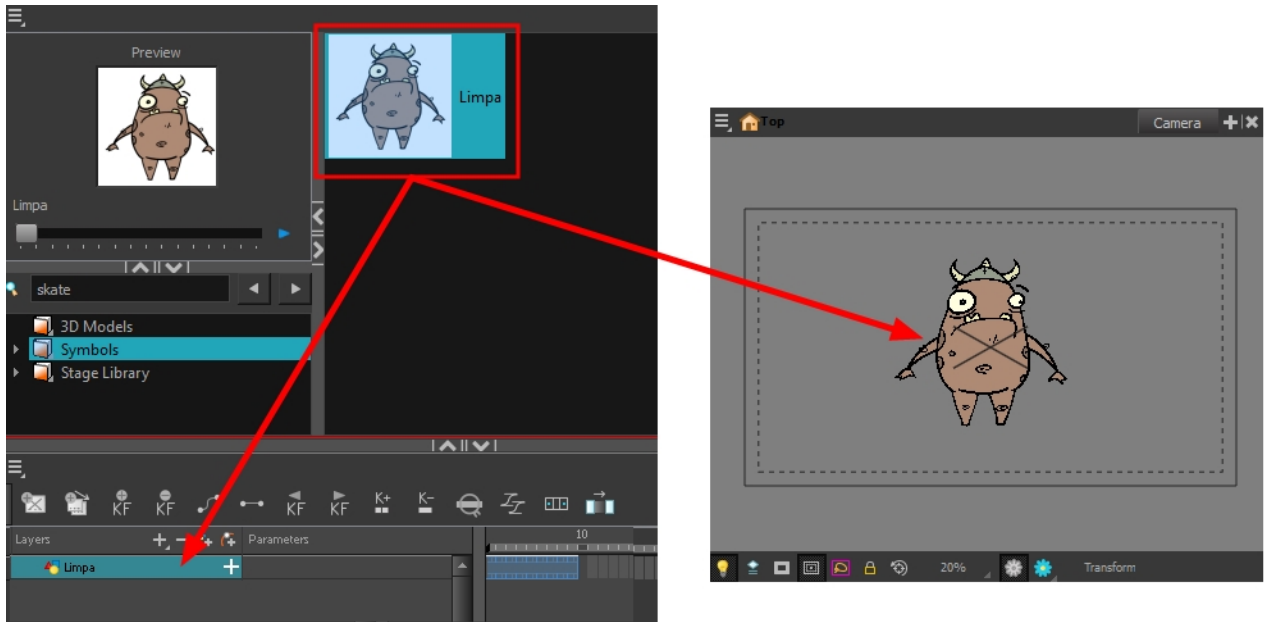 Preview
Limpa
Limpa
skate
3D Models
Symbols
Stage Library
KF KF KF KF K+ K-
Layers Parameters 10
Limpa
Top Camera
20% Transform